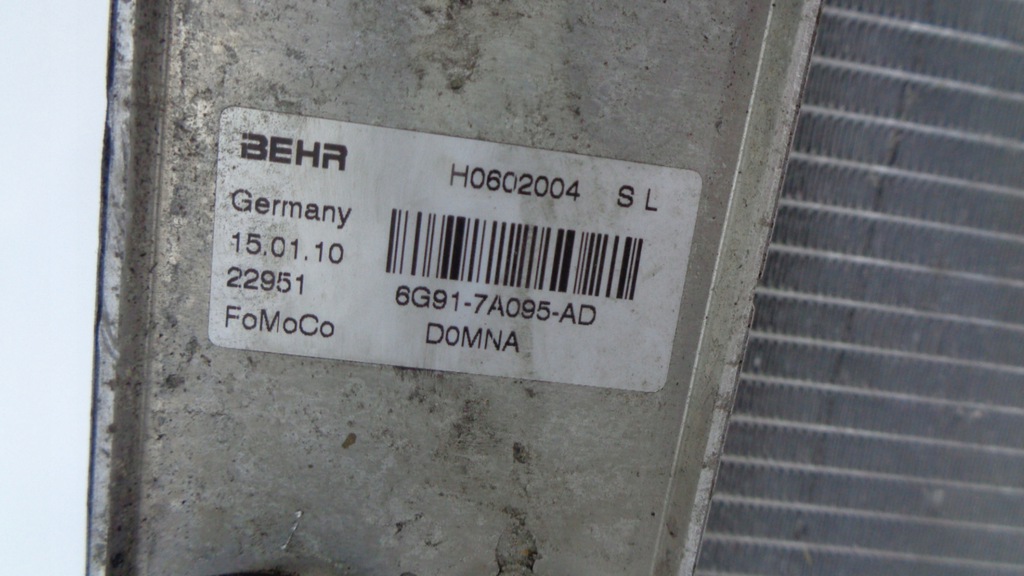 BEHR
H0602004 S L
Germany
15.01.10
22951
FoMoCo
6G91-7A095-AD
D0MNA